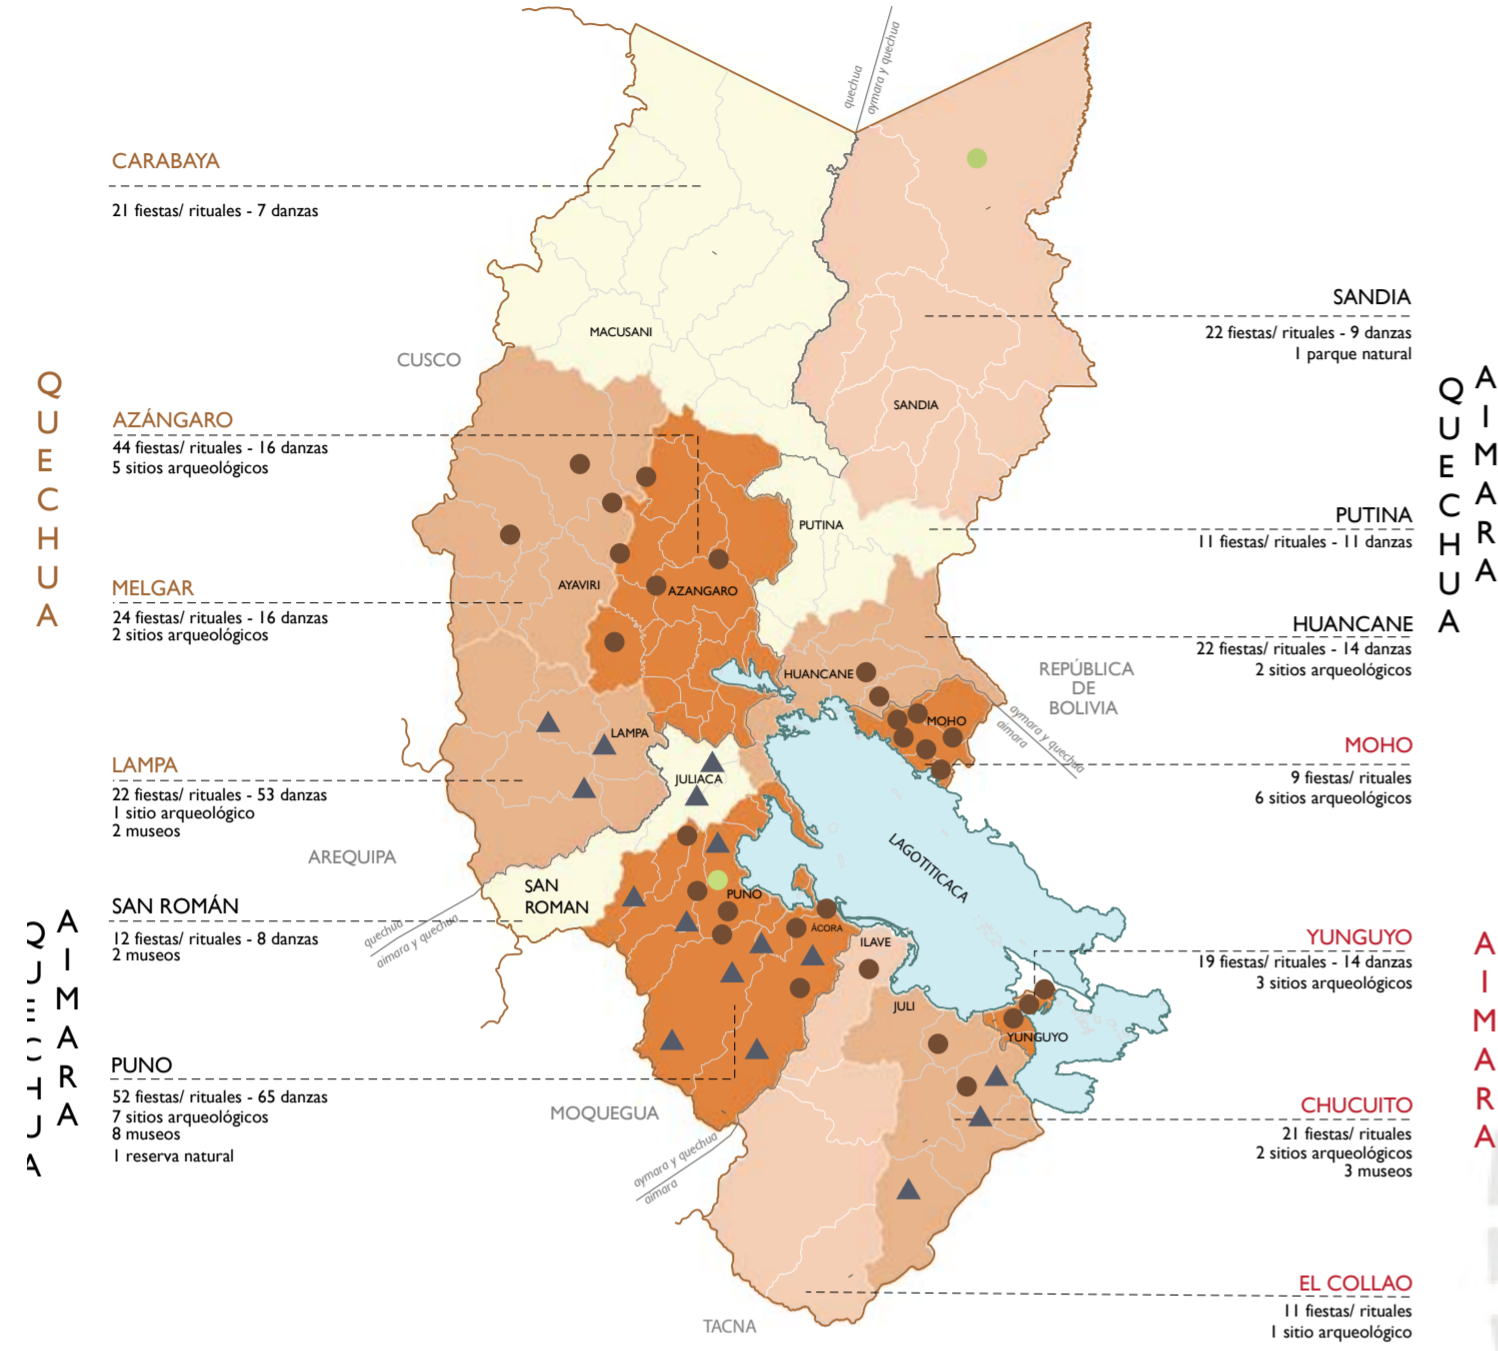 quechua
aymara y quechua
CARABAYA
21 fiestas/ rituales - 7 danzas
MACUSANI
CUSCO
QUECHUA
AZÁNGARO
44 fiestas/ rituales - 16 danzas
5 sitios arqueológicos
MELGAR
24 fiestas/ rituales - 16 danzas
2 sitios arqueológicos
AYAVIRI
AZANGARO
LAMPA
22 fiestas/ rituales - 53 danzas
1 sitio arqueológico
2 museos
LAMPA
JULIACA
AREQUIPA
QUECHUA
AIMARA
SAN ROMÁN
12 fiestas/ rituales - 8 danzas
2 museos
SAN
ROMAN
quechua
aimara y quechua
PUNO
52 fiestas/ rituales - 65 danzas
7 sitios arqueológicos
8 museos
1 reserva natural
PUNO
ÁCORA
MOQUEGUA
aymara y quechua
aimara
TACNA
SANDIA
22 fiestas/ rituales - 9 danzas
1 parque natural
SANDIA
QUECHUA
AIMARA
PUTINA
11 fiestas/ rituales - 11 danzas
PUTINA
HUANCANE
22 fiestas/ rituales - 14 danzas
2 sitios arqueológicos
HUANCANE
REPÚBLICA
DE
BOLIVIA
aymara y quechua
aimara
MOHO
MOHO
9 fiestas/ rituales
6 sitios arqueológicos
LAGOTITICACA
ILAVE
JULI
YUNGUYO
19 fiestas/ rituales - 14 danzas
3 sitios arqueológicos
YUNGUYO
AIMARA
CHUCUITO
21 fiestas/ rituales
2 sitios arqueológicos
3 museos
EL COLLAO
11 fiestas/ rituales
1 sitio arqueológico